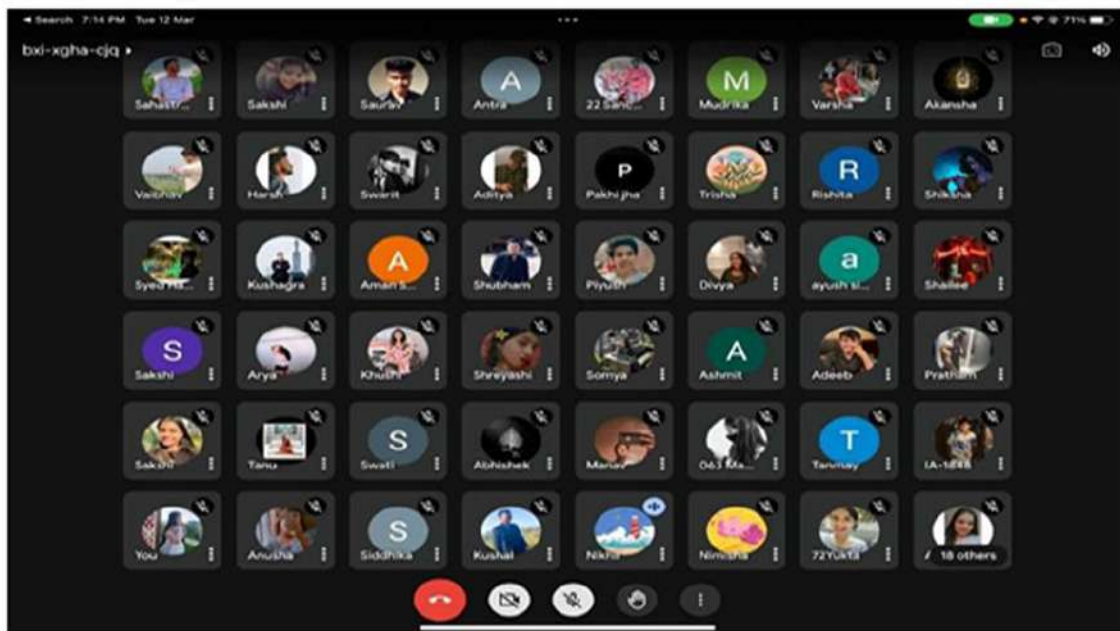 Search 7:14 PM Tue 12 Mar ... 71%
bxi-xgha-cjq
Sahastr... Sakshi Saurav A Antra 22 Sanc... M Mudrika Varsha Akansha
Vaibhav Harsh Swarit Aditya P Pakhi jha Trisha R Rishita Shiksha
Syed Ha... Kushagra A Aman S... Shubham Piyush Divya a ayush si... Shailee
S Sakshi Arya Khushi Shreyashi Somya A Ashmit Adeeb Pratham
Sakshi Tanu S Swati Abhishek Manav 063 Ma... T Tanmay IA-1848
You Anusha S Siddhika Kushal Nikha Nimisha 72Yukta 18 others